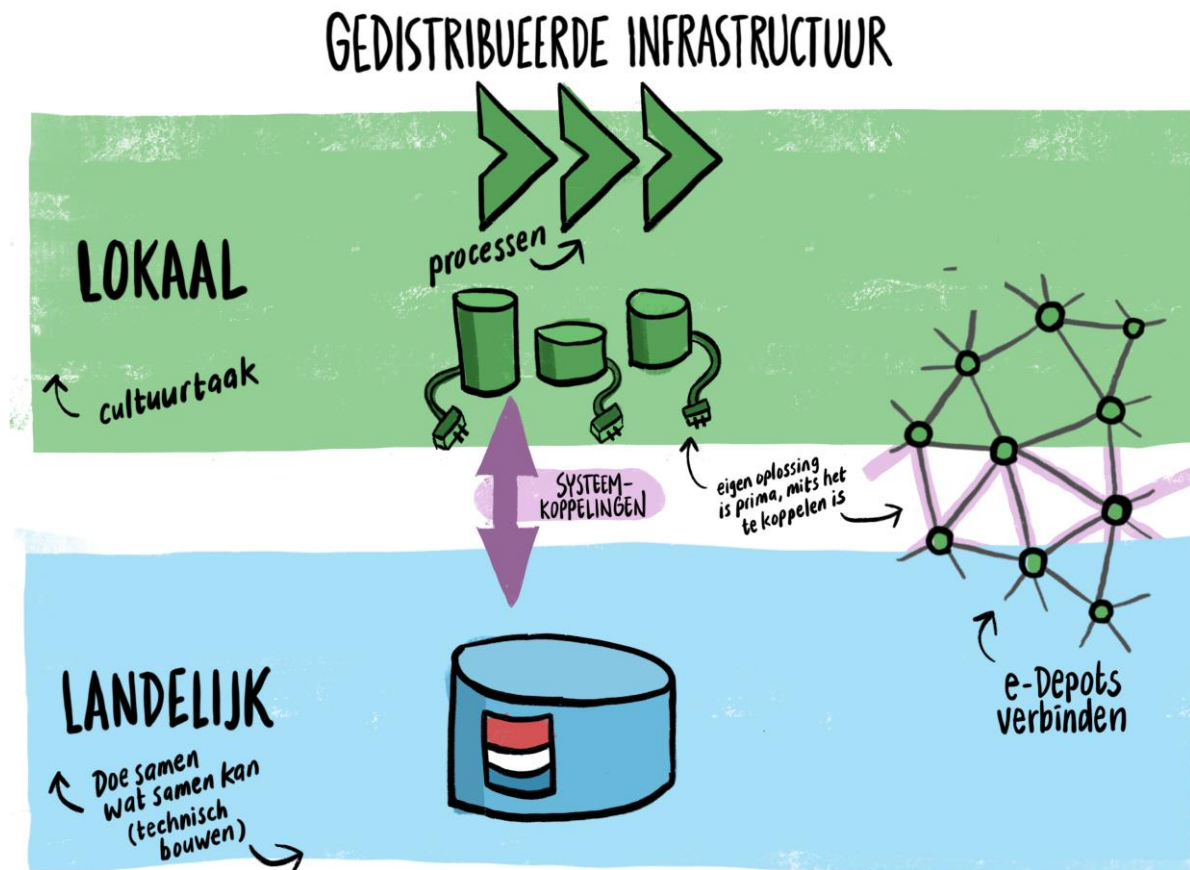 GEDISTRIBUEERDE INFRASTRUCTUUR
LOKAAL
cultuurtaak
processen
SYSTEEM-
KOPPELINGEN
eigen oplossing
is prima, mits het
te koppelen is
LANDELIJK
Doe samen
wat samen kan
(technisch
bouwen)
e-Depots
verbinden